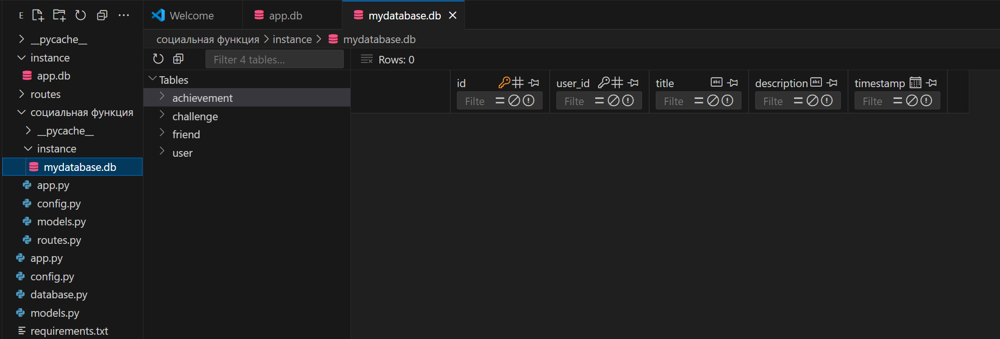 E
__pycache__
instance
app.db
routes
социальная функция
__pycache__
instance
mydatabase.db
app.py
config.py
models.py
routes.py
app.py
config.py
database.py
models.py
requirements.txt
Welcome
app.db
mydatabase.db
социальная функция > instance > mydatabase.db
Filter 4 tables...
Rows: 0
Tables
achievement
challenge
friend
user
id
user_id
title
abc
description
abc
timestamp
Filte
Filte
Filte
Filte
Filte